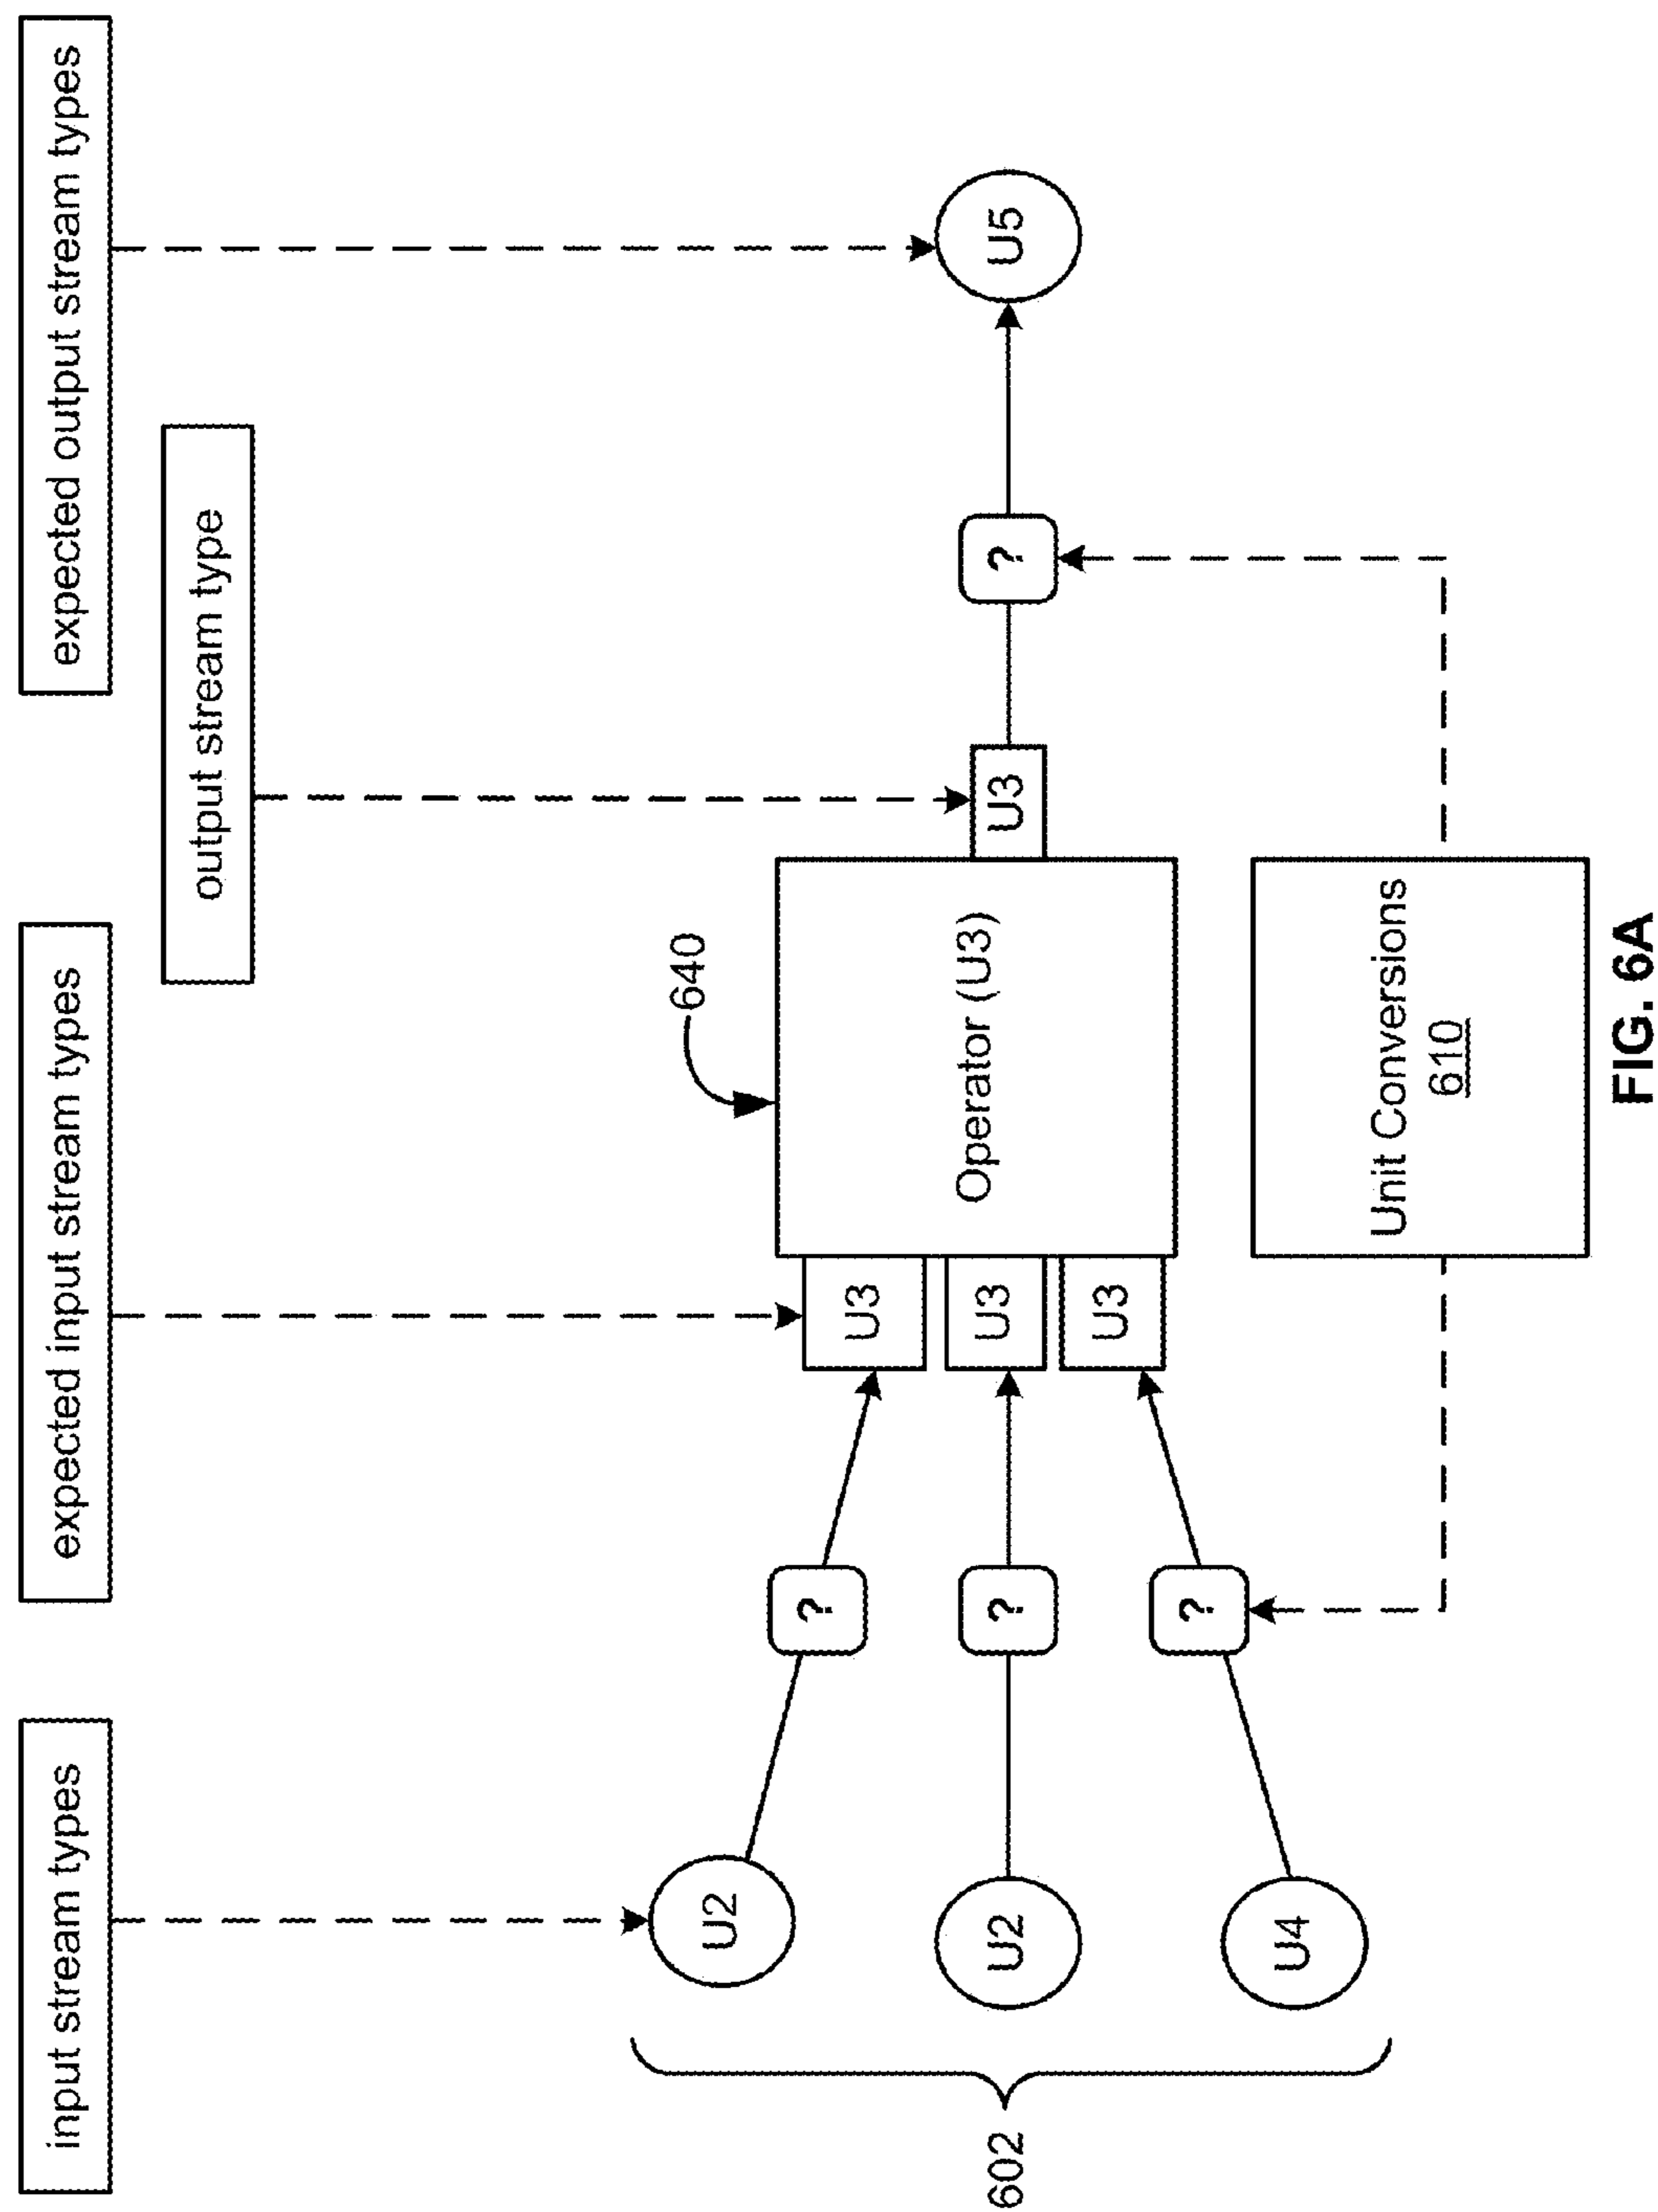 input stream types
expected input stream types
output stream type
expected output stream types
640
U2
?
U3
U2
?
U3
Operator (U3)
U3
?
U5
U4
?
U3
602
Unit Conversions
610
FIG. 6A